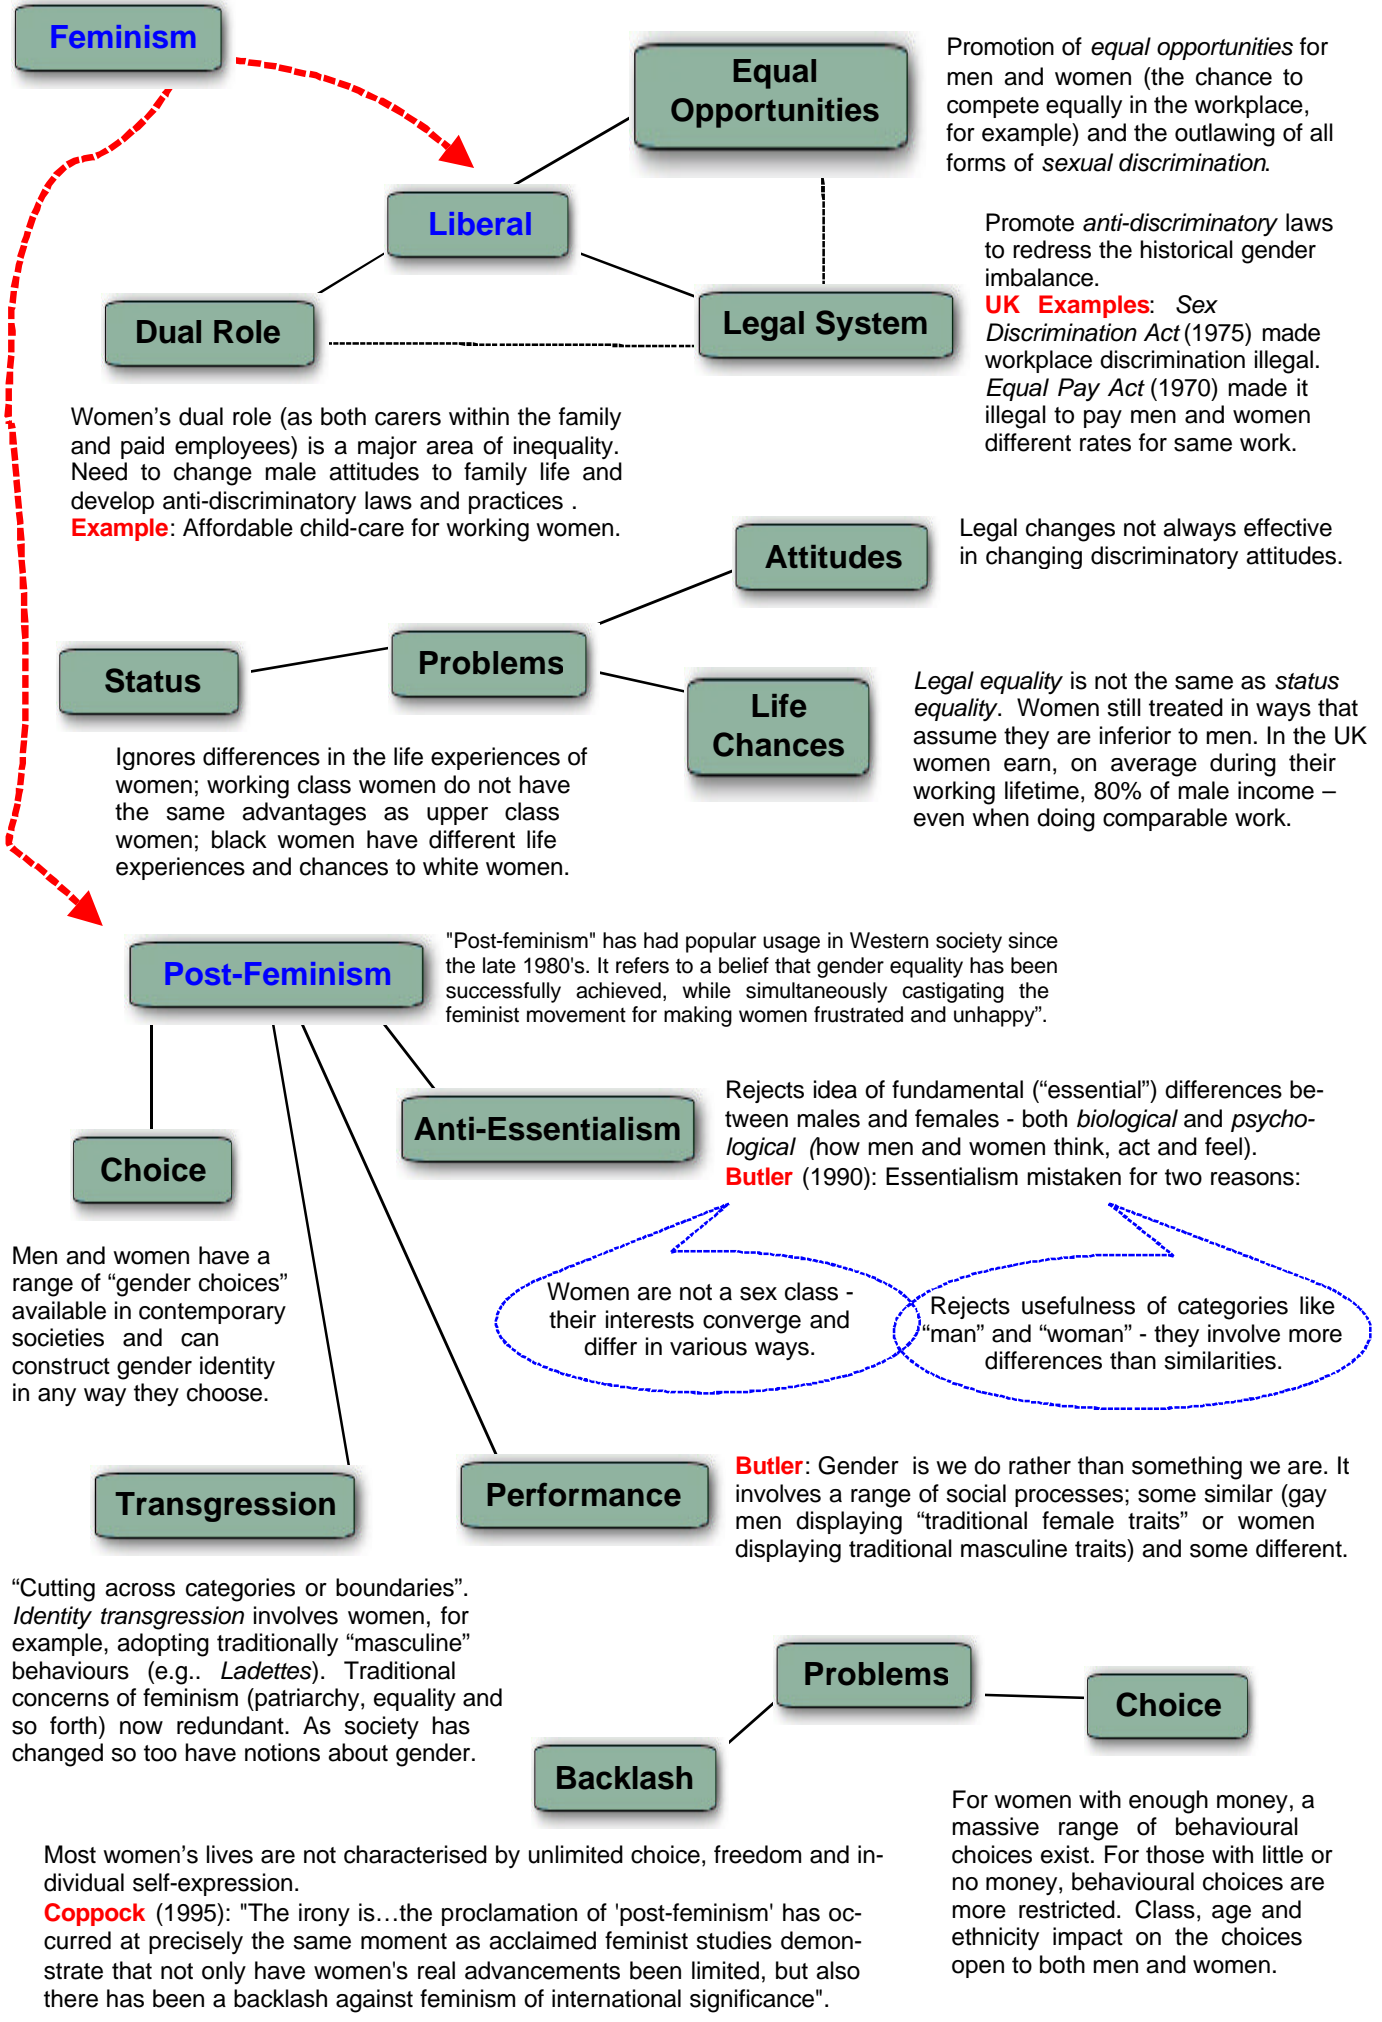 Feminism
Equal
Opportunities
Promotion of equal opportunities for
men and women (the chance to
compete equally in the workplace,
for example) and the outlawing of all
forms of sexual discrimination.
Liberal
Promote anti-discriminatory laws
to redress the historical gender
imbalance.
UK Examples: Sex
Discrimination Act (1975) made
workplace discrimination illegal.
Equal Pay Act (1970) made it
illegal to pay men and women
different rates for same work.
Dual Role
Legal System
Women’s dual role (as both carers within the family
and paid employees) is a major area of inequality.
Need to change male attitudes to family life and
develop anti-discriminatory laws and practices .
Example: Affordable child-care for working women.
Attitudes
Legal changes not always effective
in changing discriminatory attitudes.
Problems
Status
Life
Chances
Legal equality is not the same as status
equality. Women still treated in ways that
assume they are inferior to men. In the UK
women earn, on average during their
working lifetime, 80% of male income –
even when doing comparable work.
Ignores differences in the life experiences of
women; working class women do not have
the same advantages as upper class
women; black women have different life
experiences and chances to white women.
Post-Feminism
"Post-feminism" has had popular usage in Western society since
the late 1980's. It refers to a belief that gender equality has been
successfully achieved, while simultaneously castigating the
feminist movement for making women frustrated and unhappy”.
Anti-Essentialism
Rejects idea of fundamental (“essential”) differences be-
tween males and females - both biological and psycho-
logical (how men and women think, act and feel).
Butler (1990): Essentialism mistaken for two reasons:
Choice
Men and women have a
range of “gender choices”
available in contemporary
societies and can
construct gender identity
in any way they choose.
Women are not a sex class -
their interests converge and
differ in various ways.
Rejects usefulness of categories like
“man” and “woman” - they involve more
differences than similarities.
Transgression
Performance
Butler: Gender is we do rather than something we are. It
involves a range of social processes; some similar (gay
men displaying “traditional female traits” or women
displaying traditional masculine traits) and some different.
“Cutting across categories or boundaries”.
Identity transgression involves women, for
example, adopting traditionally “masculine”
behaviours (e.g.. Ladettes). Traditional
concerns of feminism (patriarchy, equality and
so forth) now redundant. As society has
changed so too have notions about gender.
Problems
Choice
Backlash
For women with enough money, a
massive range of behavioural
choices exist. For those with little or
no money, behavioural choices are
more restricted. Class, age and
ethnicity impact on the choices
open to both men and women.
Most women’s lives are not characterised by unlimited choice, freedom and in-
dividual self-expression.
Coppock (1995): "The irony is…the proclamation of 'post-feminism' has oc-
curred at precisely the same moment as acclaimed feminist studies demon-
strate that not only have women's real advancements been limited, but also
there has been a backlash against feminism of international significance".